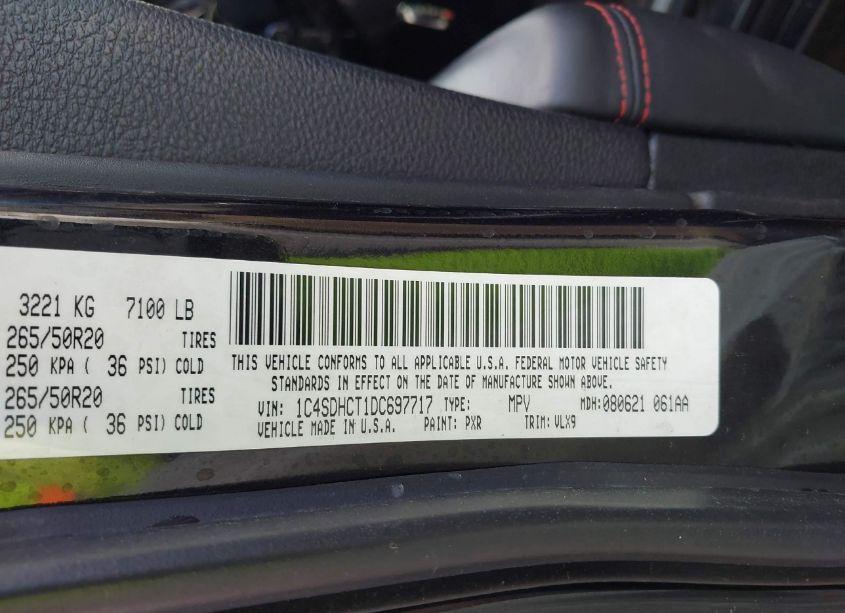 3221 KG 7100 LB
265/50R20 TIRES
250 KPA ( 36 PSI) COLD
265/50R20 TIRES
250 KPA ( 36 PSI) COLD
THIS VEHICLE CONFORMS TO ALL APPLICABLE U.S.A. FEDERAL MOTOR VEHICLE SAFETY
STANDARDS IN EFFECT ON THE DATE OF MANUFACTURE SHOWN ABOVE.
VIN: 1C4SDHCT1DC697717 TYPE: MPV MDH: 080621 061AA
VEHICLE MADE IN U.S.A. PAINT: PXR TRIM: VLX9